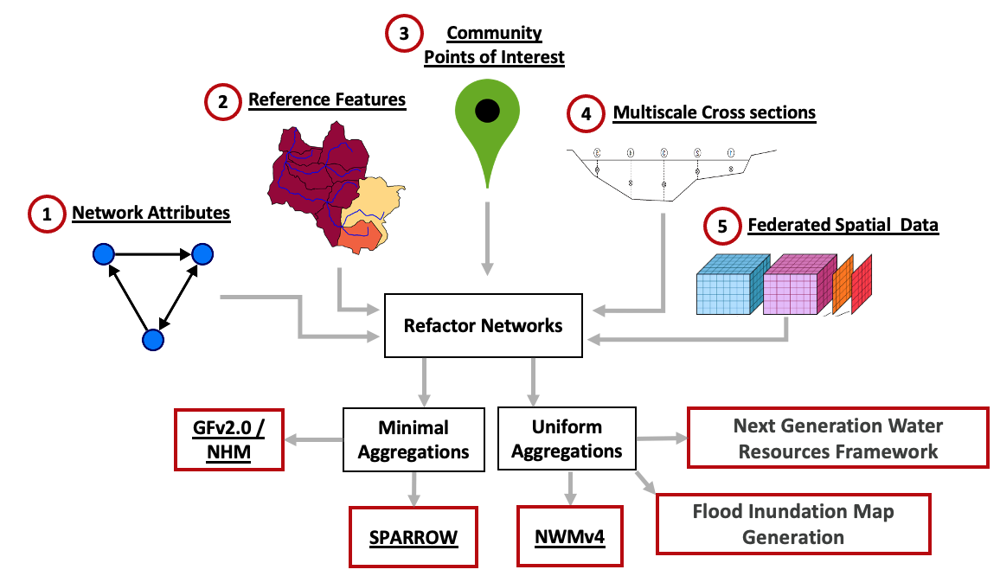 3
Community
Points of Interest
2
Reference Features
4
Multiscale Cross sections
1
Network Attributes
5
Federated Spatial Data
Refactor Networks
GFv2.0 /
NHM
Minimal
Aggregations
Uniform
Aggregations
Next Generation Water
Resources Framework
SPARROW
NWMv4
Flood Inundation Map
Generation